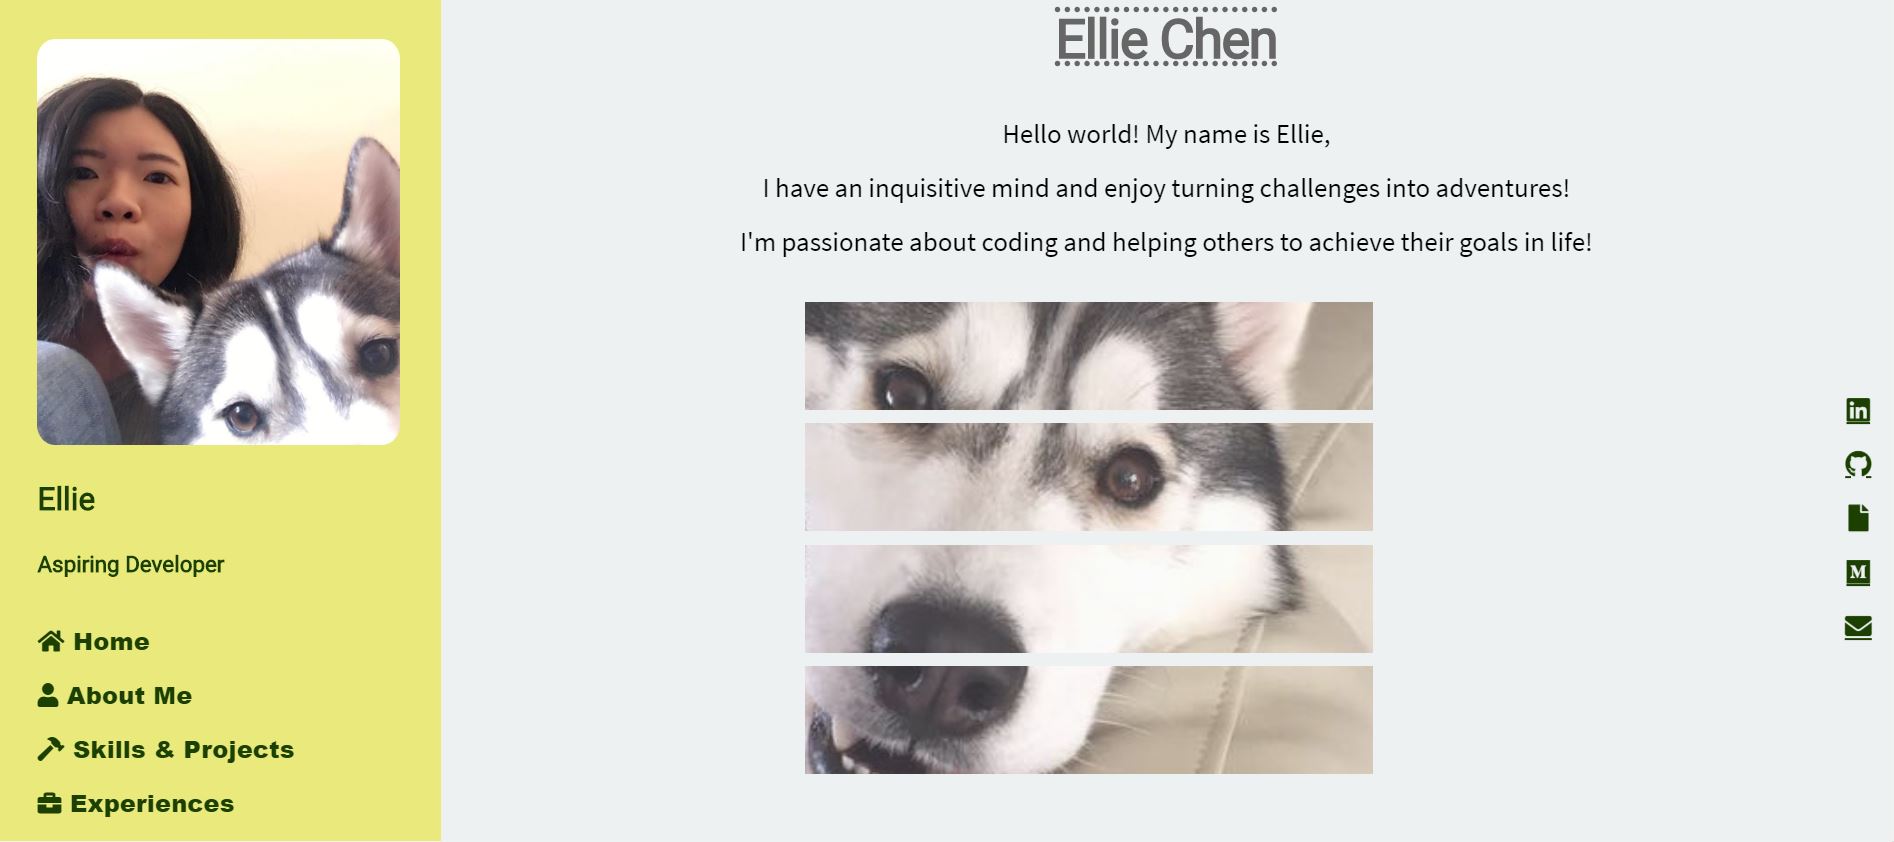 Ellie
Aspiring Developer
Home
About Me
Skills & Projects
Experiences
Ellie Chen
Hello world! My name is Ellie,
I have an inquisitive mind and enjoy turning challenges into adventures!
I'm passionate about coding and helping others to achieve their goals in life!
in
M